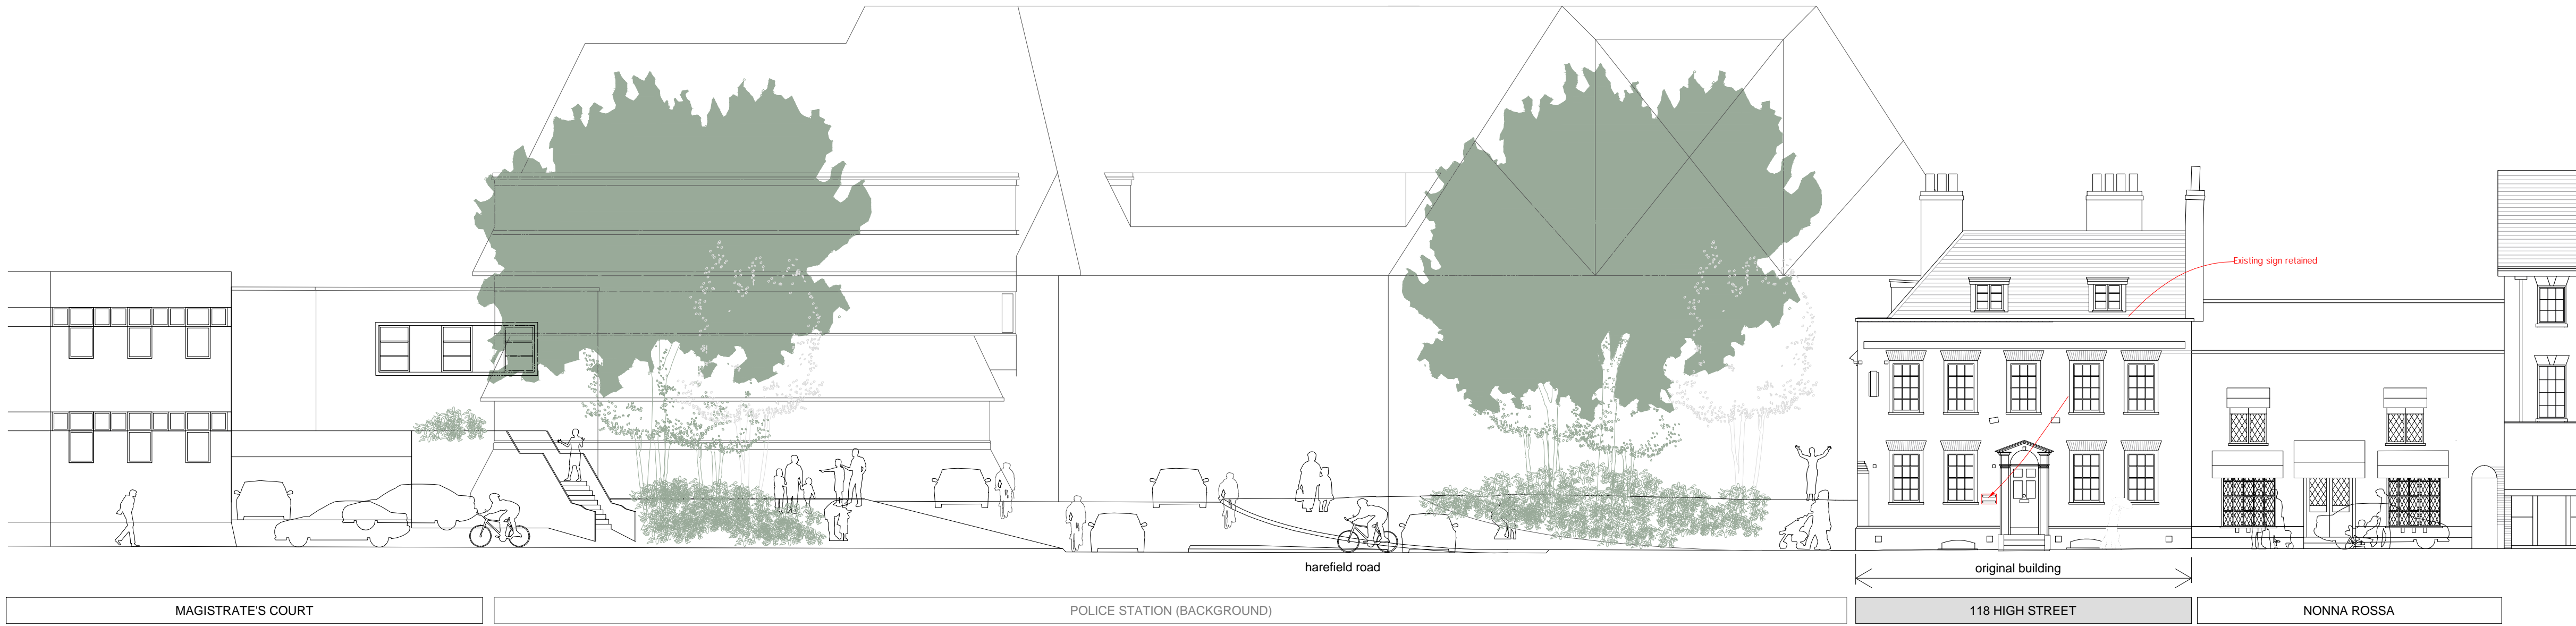 Existing sign retained
harefield road
original building
MAGISTRATE'S COURT
POLICE STATION (BACKGROUND)
118 HIGH STREET
NONNA ROSSA